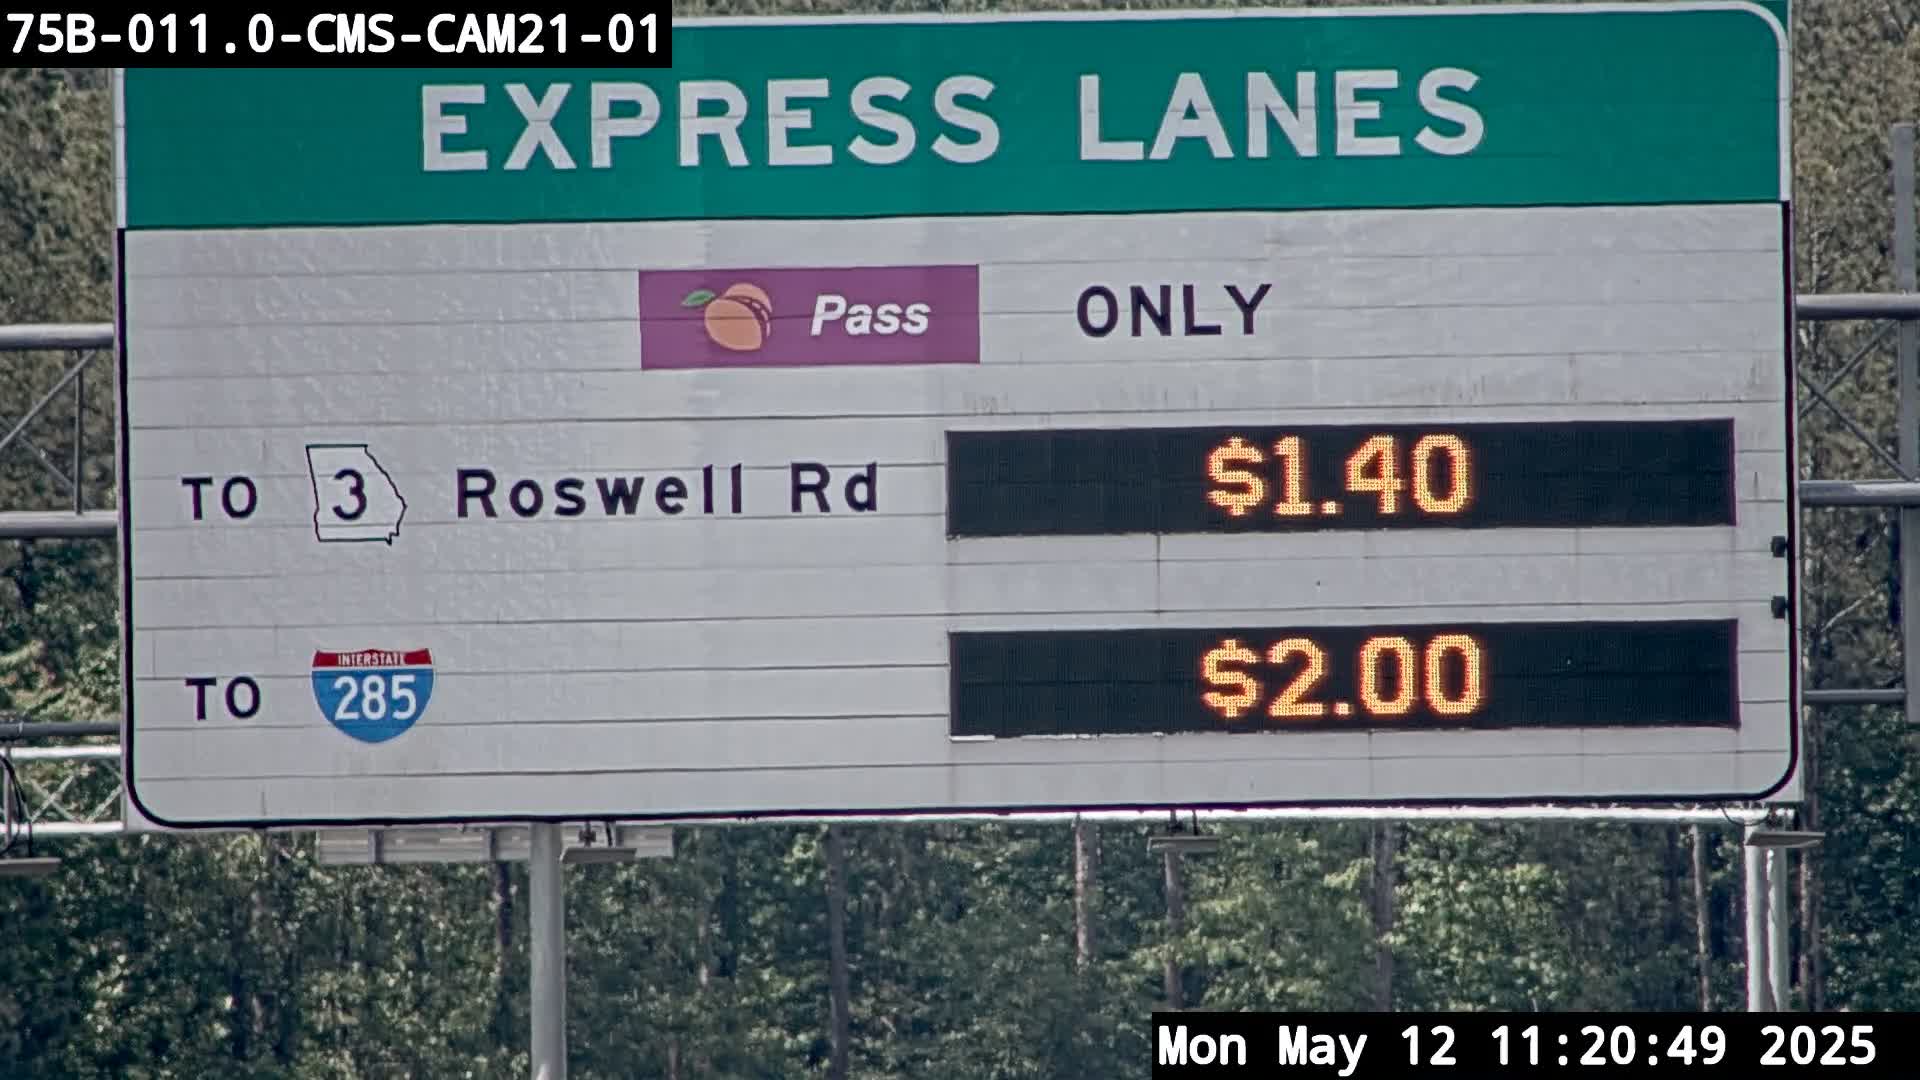 75B-011.0-CMS-CAM21-01
EXPRESS LANES
Pass ONLY
TO 3 Roswell Rd $1.40
INTERSTATE
TO 285 $2.00
Mon May 12 11:20:49 2025